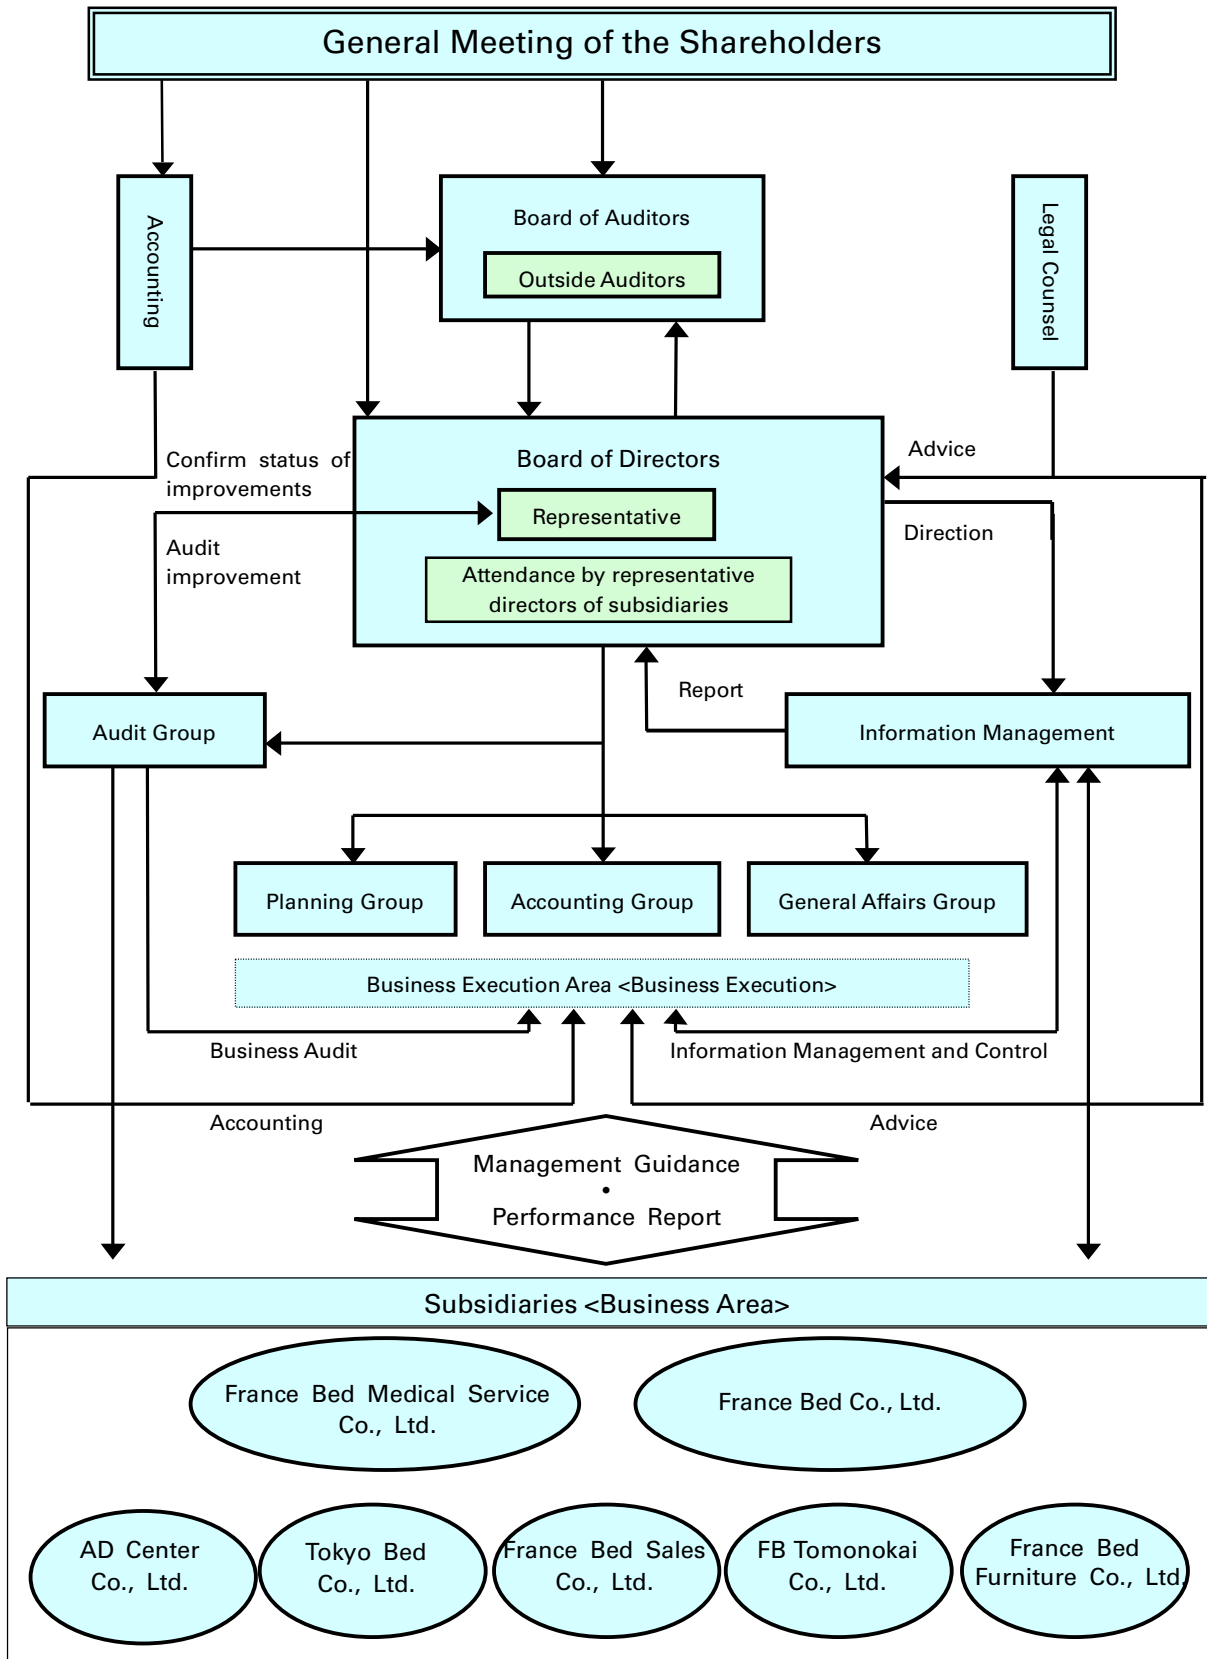 General Meeting of the Shareholders
Accounting
Board of Auditors
Outside Auditors
Legal Counsel
Confirm status of
improvements
Board of Directors
Advice
Representative
Direction
Audit
improvement
Attendance by representative
directors of subsidiaries
Report
Audit Group
Information Management
Planning Group
Accounting Group
General Affairs Group
Business Execution Area <Business Execution>
Business Audit
Information Management and Control
Accounting
Advice
Management Guidance
•
Performance Report
Subsidiaries <Business Area>
France Bed Medical Service
Co., Ltd.
France Bed Co., Ltd.
AD Center
Co., Ltd.
Tokyo Bed
Co., Ltd.
France Bed Sales
Co., Ltd.
FB Tomonokai
Co., Ltd.
France Bed
Furniture Co., Ltd.